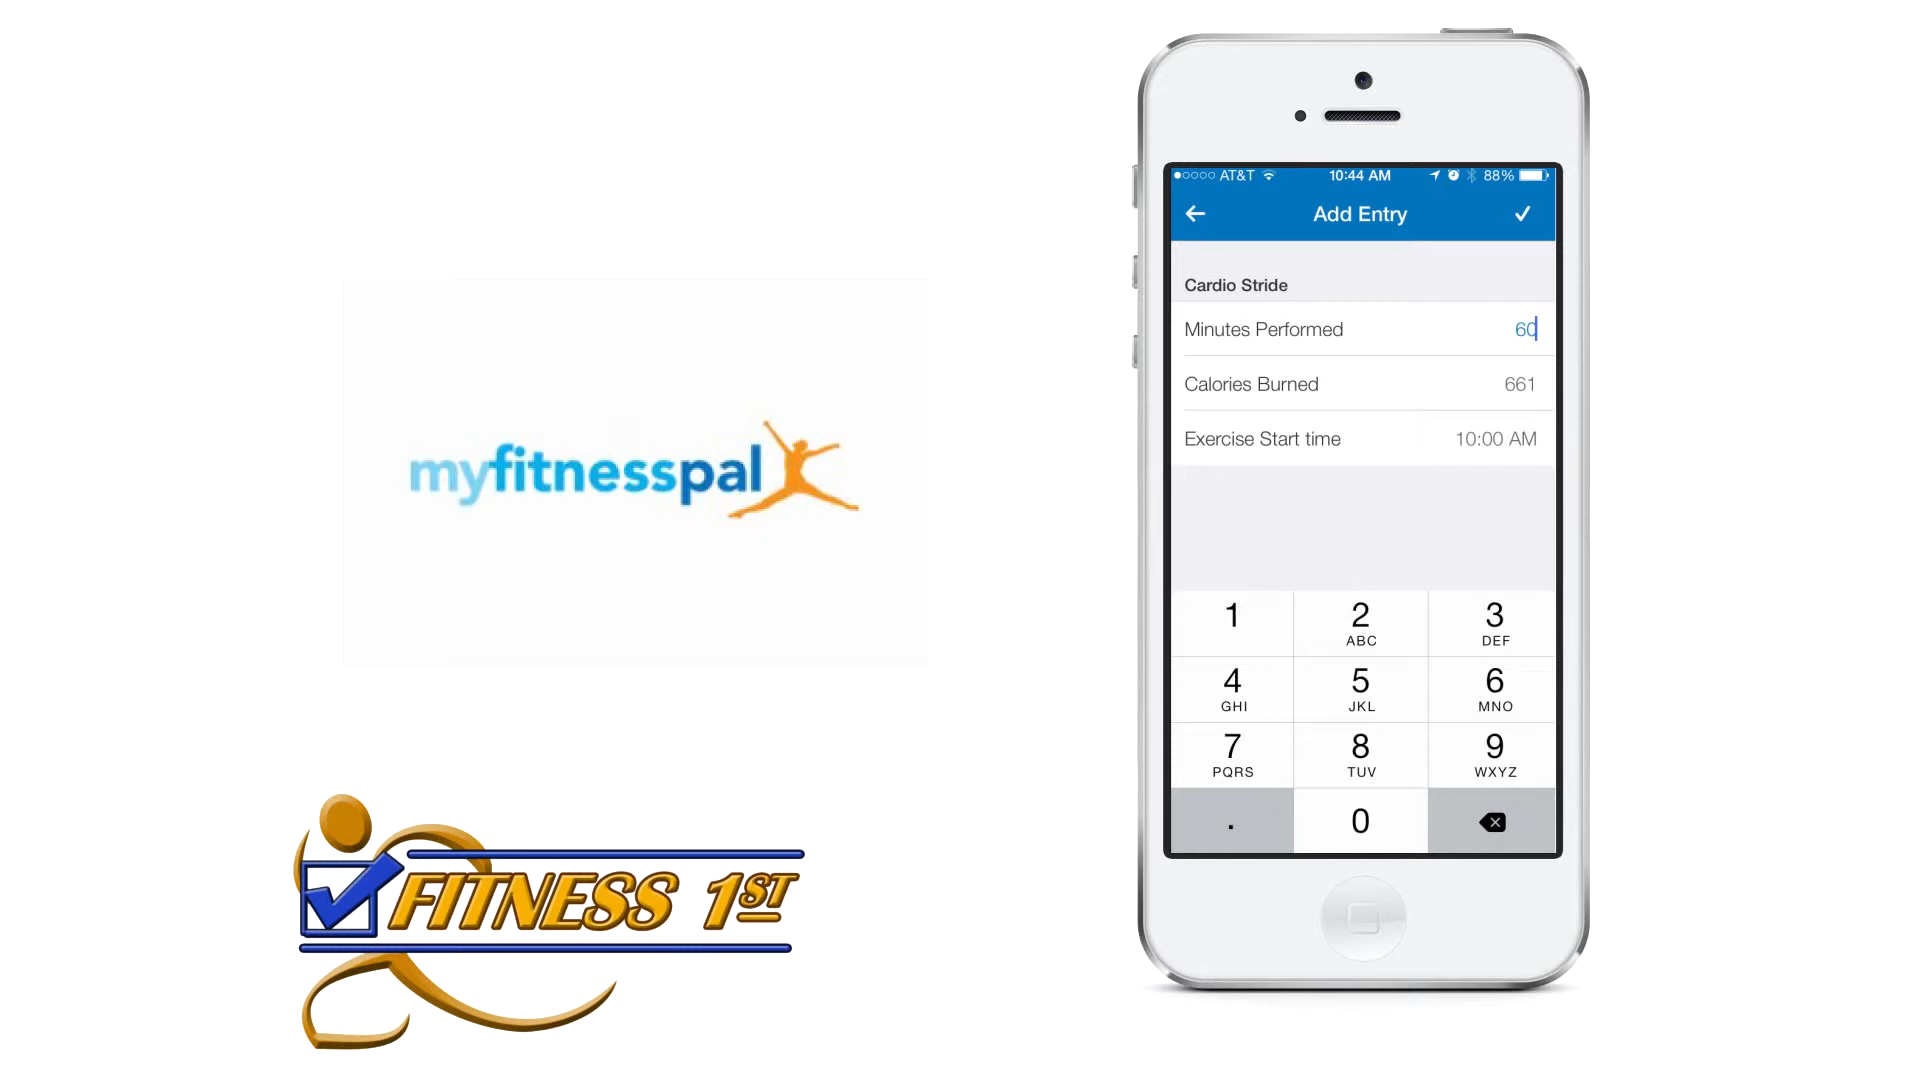 myfitnesspal
FITNESS 1ST
AT&T 10:44 AM 88%
Add Entry
Cardio Stride
Minutes Performed 60
Calories Burned 661
Exercise Start time 10:00 AM
1 2 3
ABC DEF
4 5 6
GHI JKL MNO
7 8 9
PQRS TUV WXYZ
. 0